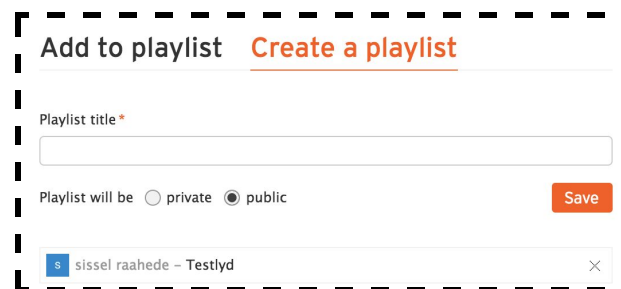 Add to playlist Create a playlist
Playlist title *
Playlist will be private public Save
S sissel raahede – Testlyd